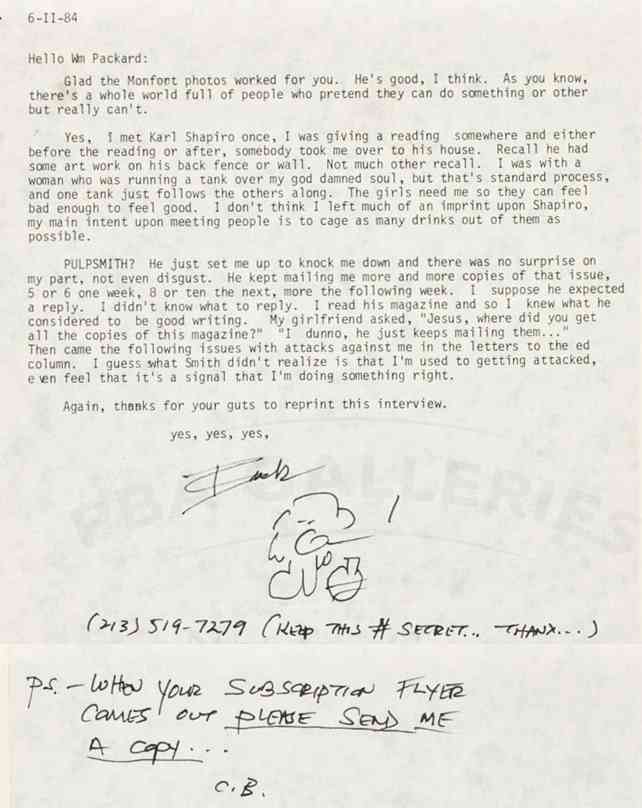 6-II-84
Hello Wm Packard:
Glad the Monfont photos worked for you. He's good, I think. As you know,
there's a whole world full of people who pretend they can do something or other
but really can't.
Yes, I met Karl Shapiro once, I was giving a reading somewhere and either
before the reading or after, somebody took me over to his house. Recall he had
some art work on his back fence or wall. Not much other recall. I was with a
woman who was running a tank over my god damned soul, but that's standard process,
and one tank just follows the others along. The girls need me so they can feel
bad enough to feel good. I don't think I left much of an imprint upon Shapiro,
my main intent upon meeting people is to cage as many drinks out of them as
possible.
PULPSMITH? He just set me up to knock me down and there was no surprise on
my part, not even disgust. He kept mailing me more and more copies of that issue,
5 or 6 one week, 8 or ten the next, more the following week. I suppose he expected
a reply. I didn't know what to reply. I read his magazine and so I knew what he
considered to be good writing. My girlfriend asked, "Jesus, where did you get
all the copies of this magazine?" "I dunno, he just keeps mailing them..."
Then came the following issues with attacks against me in the letters to the ed
column. I guess what Smith didn't realize is that I'm used to getting attacked,
even feel that it's a signal that I'm doing something right.
Again, thanks for your guts to reprint this interview.
yes, yes, yes,
Buk
PBA GALLERIES
(213) 519-7279 (KEEP THIS # SECRET... THANX...)
P.S. – WHEN YOUR SUBSCRIPTION FLYER
COMES OUT PLEASE SEND ME
A COPY...
C.B.